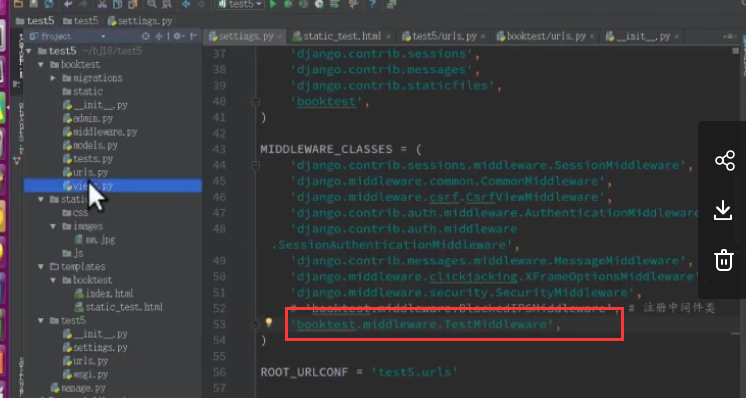 test5
test5
test5
settings.py
Project
settings.py
static_test.html
test5/urls.py
booktest/urls.py
__init__.py
test5
booktest
migrations
static
__init__.py
admin.py
middleware.py
models.py
tests.py
urls.py
css
images
mm.jpg
js
templates
booktest
index.html
static_test.html
test5
__init__.py
settings.py
urls.py
wsgi.py
manage.py
37 'django.contrib.sessions',
38 'django.contrib.messages',
39 'django.contrib.staticfiles',
40 'booktest',
41 )
42
43 MIDDLEWARE_CLASSES = (
44 'django.contrib.sessions.middleware.SessionMiddleware',
45 'django.middleware.common.CommonMiddleware',
46 'django.middleware.csrf.CsrfViewMiddleware',
47 'django.contrib.auth.middleware.AuthenticationMiddleware
48 'django.contrib.auth.middleware
.SessionAuthenticationMiddleware',
49 'django.contrib.messages.middleware.MessageMiddleware',
50 'django.middleware.clickjacking.XFrameOptionsMiddleware'
51 'django.middleware.security.SecurityMiddleware',
52 # 'booktest.middleware.BlockedIPSMiddleware', # 注册中间件类
53 'booktest.middleware.TestMiddleware',
54 )
55
56 ROOT_URLCONF = 'test5.urls'
57